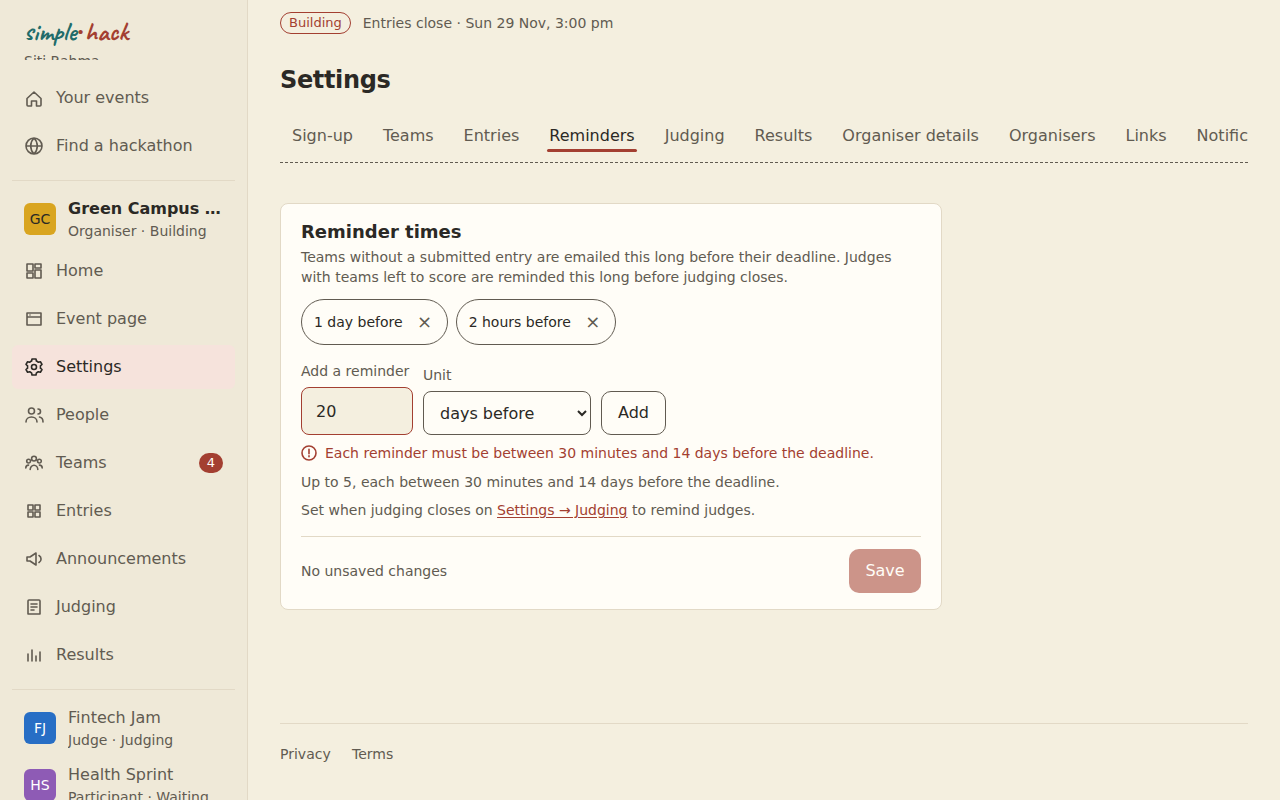 simple·hack
Siti Rahma
Your events
Find a hackathon
GC
Green Campus ...
Organiser · Building
Home
Event page
Settings
People
Teams
4
Entries
Announcements
Judging
Results
FJ
Fintech Jam
Judge · Judging
HS
Health Sprint
Participant · Waiting
Building
Entries close · Sun 29 Nov, 3:00 pm
Settings
Sign-up
Teams
Entries
Reminders
Judging
Results
Organiser details
Organisers
Links
Notific
Reminder times
Teams without a submitted entry are emailed this long before their deadline. Judges
with teams left to score are reminded this long before judging closes.
1 day before ×
2 hours before ×
Add a reminder
Unit
20
days before
Add
Each reminder must be between 30 minutes and 14 days before the deadline.
Up to 5, each between 30 minutes and 14 days before the deadline.
Set when judging closes on Settings → Judging to remind judges.
No unsaved changes
Save
Privacy
Terms